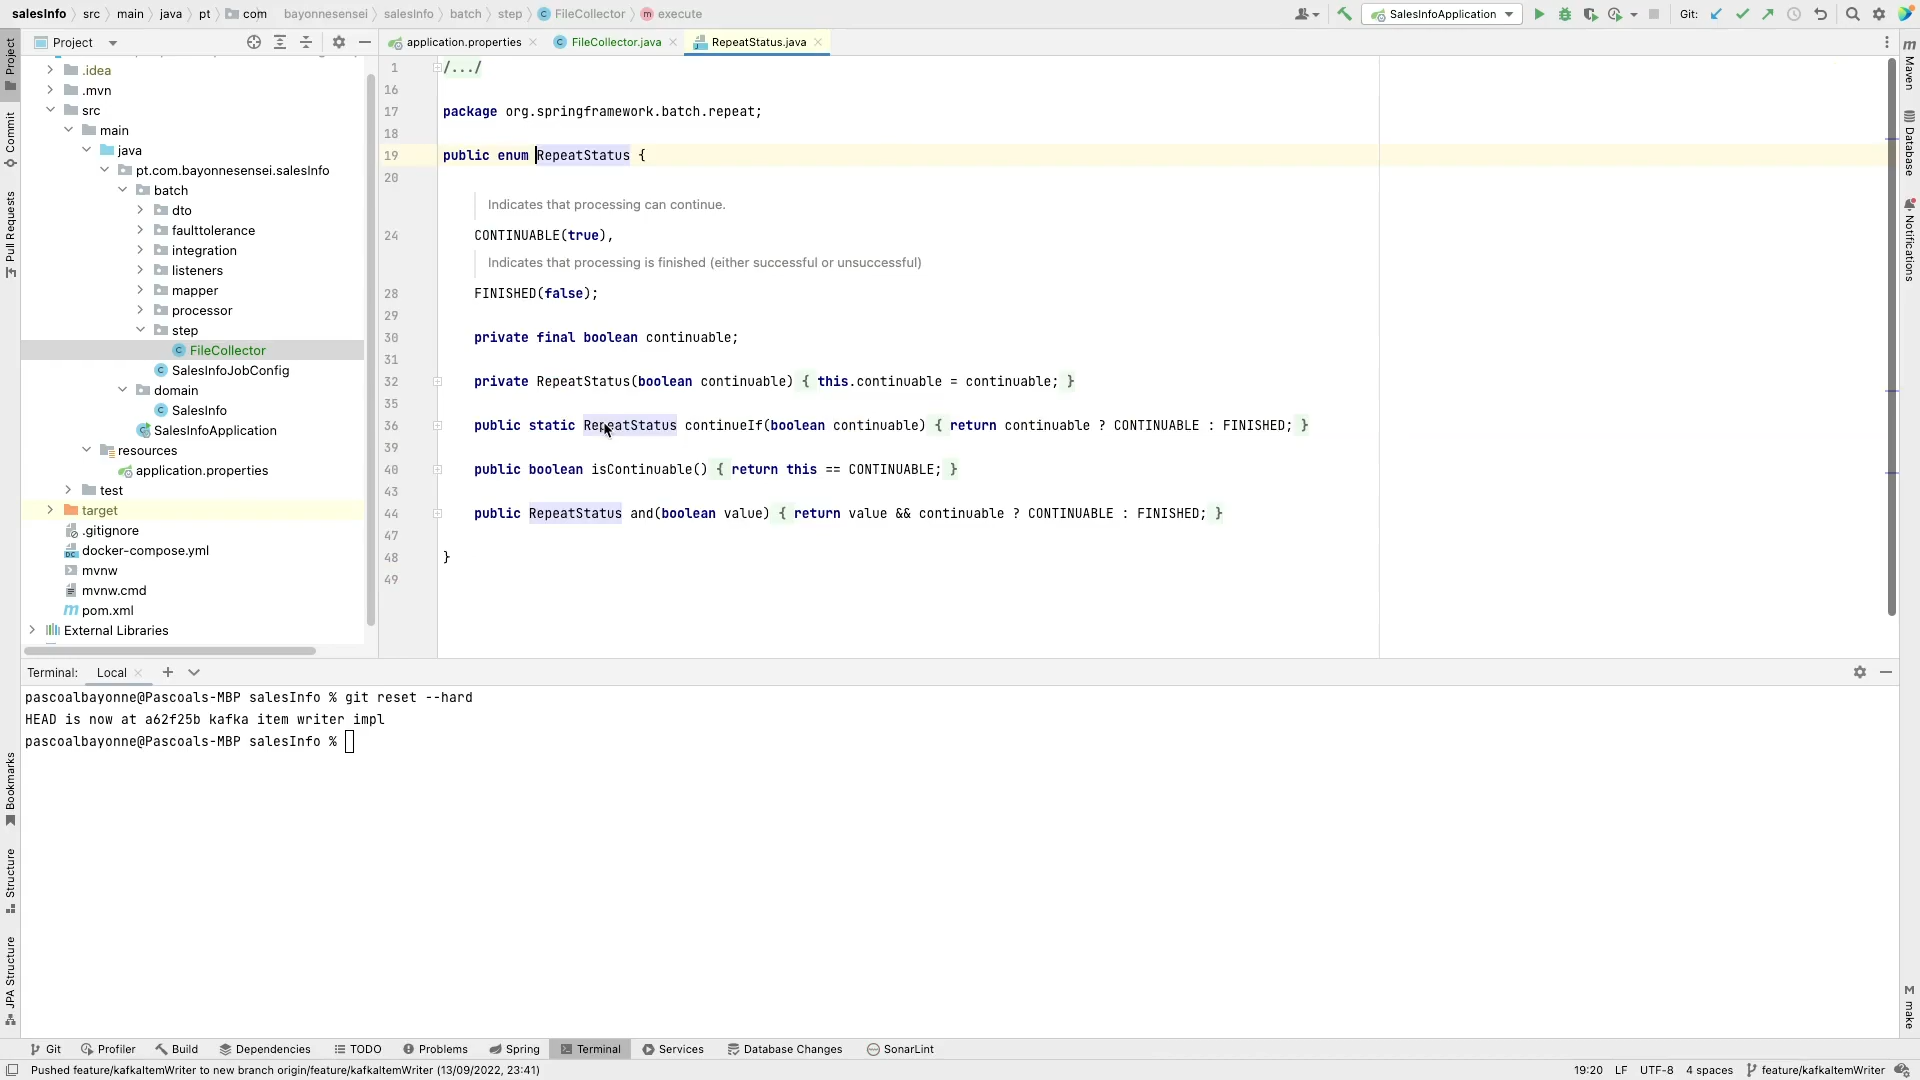 salesInfo src main java pt com bayonnesensei salesInfo batch step FileCollector execute
SalesInfoApplication Git:
Project
application.properties FileCollector.java RepeatStatus.java
.idea
.mvn
src
main
java
pt.com.bayonnesensei.salesInfo
batch
dto
faulttolerance
integration
listeners
mapper
processor
step
FileCollector
SalesInfoJobConfig
domain
SalesInfo
SalesInfoApplication
resources
application.properties
test
target
.gitignore
docker-compose.yml
mvnw
mvnw.cmd
pom.xml
External Libraries
1 /.../
16
17 package org.springframework.batch.repeat;
18
19 public enum RepeatStatus {
20
Indicates that processing can continue.
24 CONTINUABLE(true),
Indicates that processing is finished (either successful or unsuccessful)
28 FINISHED(false);
29
30 private final boolean continuable;
31
32 private RepeatStatus(boolean continuable) { this.continuable = continuable; }
35
36 public static RepeatStatus continueIf(boolean continuable) { return continuable ? CONTINUABLE : FINISHED; }
39
40 public boolean isContinuable() { return this == CONTINUABLE; }
43
44 public RepeatStatus and(boolean value) { return value && continuable ? CONTINUABLE : FINISHED; }
47
48 }
49
Project
Commit
Pull Requests
Bookmarks
Structure
JPA Structure
m Maven
Database
Notifications
M make
Terminal: Local
pascoalbayonne@Pascoals-MBP salesInfo % git reset --hard
HEAD is now at a62f25b kafka item writer impl
pascoalbayonne@Pascoals-MBP salesInfo %
Git Profiler Build Dependencies TODO Problems Spring Terminal Services Database Changes SonarLint
Pushed feature/kafkaItemWriter to new branch origin/feature/kafkaItemWriter (13/09/2022, 23:41) 19:20 LF UTF-8 4 spaces feature/kafkaItemWriter